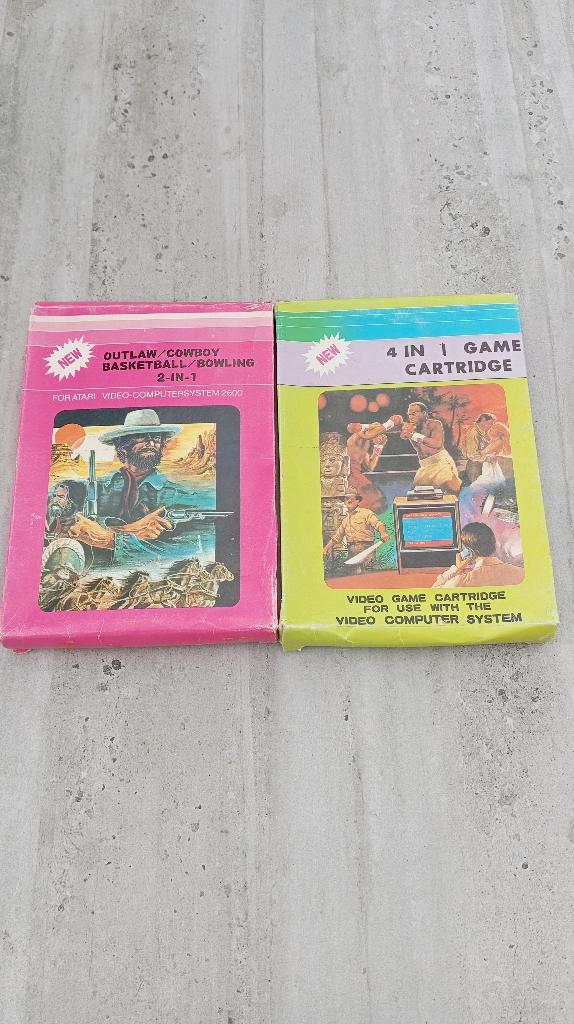 NEW
OUTLAW/COWBOY
BASKETBALL/BOWLING
2-IN-1
FOR ATARI VIDEO-COMPUTERSYSTEM 2600
NEW
4 IN 1 GAME
CARTRIDGE
VIDEO GAME CARTRIDGE
FOR USE WITH THE
VIDEO COMPUTER SYSTEM